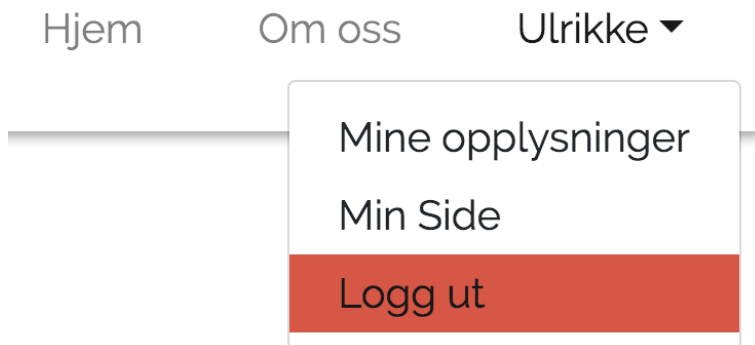 Hjem Om oss Ulrikke
Mine opplysninger
Min Side
Logg ut